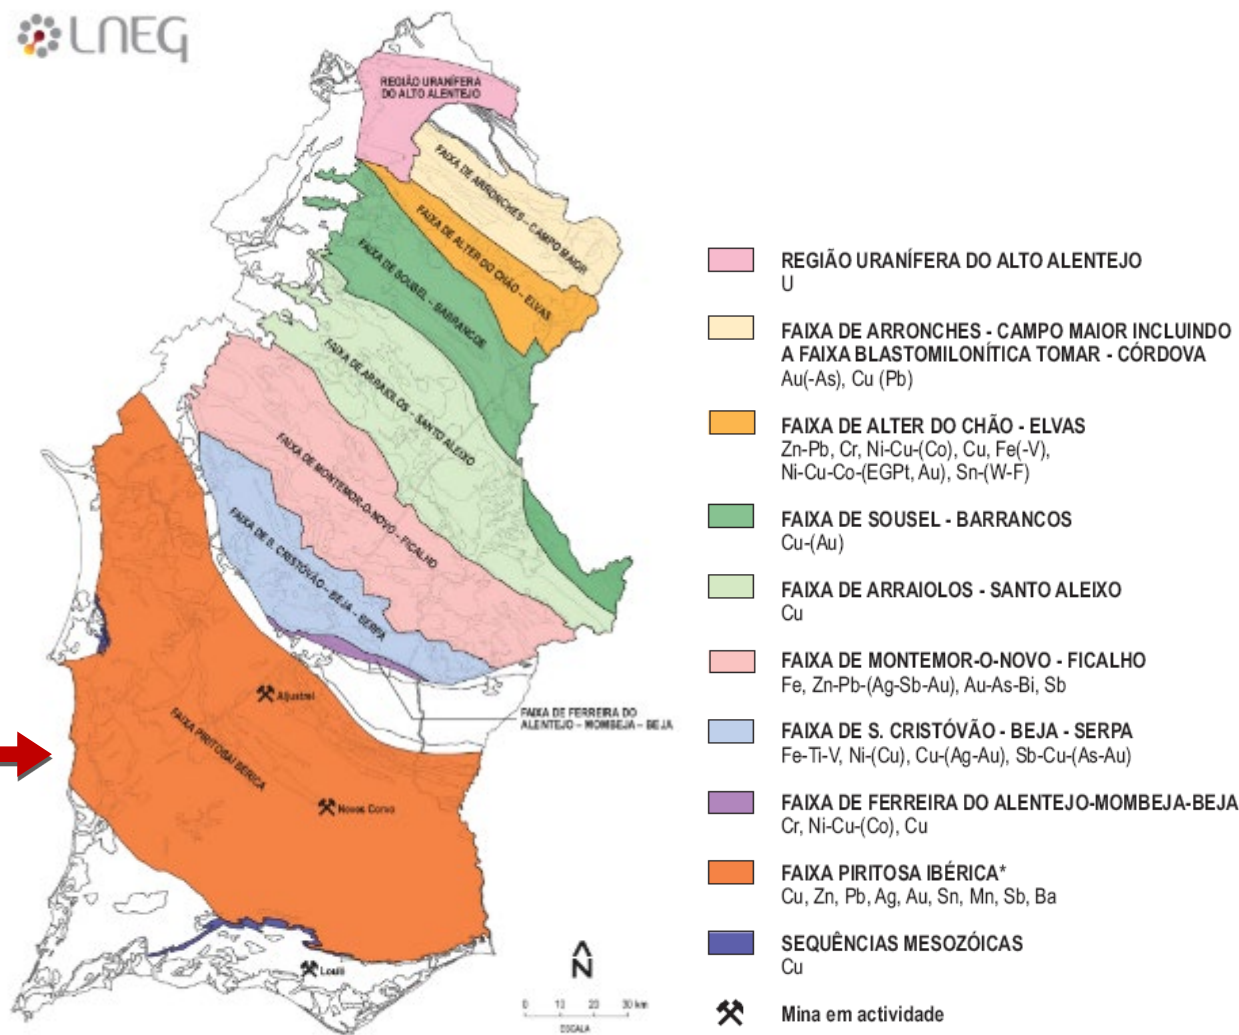 LNEG
REGIÃO URANÍFERA
DO ALTO ALENTEJO
FAIXA DE ARRONCHES - CAMPO MAIOR
FAIXA DE ALTER DO CHÃO - ELVAS
FAIXA DE SOUSEL - BARRANCOS
FAIXA DE ARRAIOLOS - SANTO ALEIXO
FAIXA DE MONTEMOR-O-NOVO - FICALHO
FAIXA DE S. CRISTÓVÃO - BEJA - SERPA
FAIXA DE FERREIRA DO
ALENTEJO - MOMBEJA - BEJA
Aljustrel
FAIXA PIRITOSA IBÉRICA
Neves Corvo
Loulé
N
0 10 20 30 km
ESCALA
REGIÃO URANÍFERA DO ALTO ALENTEJO
U
FAIXA DE ARRONCHES - CAMPO MAIOR INCLUINDO
A FAIXA BLASTOMILONÍTICA TOMAR - CÓRDOVA
Au(-As), Cu (Pb)
FAIXA DE ALTER DO CHÃO - ELVAS
Zn-Pb, Cr, Ni-Cu-(Co), Cu, Fe(-V),
Ni-Cu-Co-(EGPt, Au), Sn-(W-F)
FAIXA DE SOUSEL - BARRANCOS
Cu-(Au)
FAIXA DE ARRAIOLOS - SANTO ALEIXO
Cu
FAIXA DE MONTEMOR-O-NOVO - FICALHO
Fe, Zn-Pb-(Ag-Sb-Au), Au-As-Bi, Sb
FAIXA DE S. CRISTÓVÃO - BEJA - SERPA
Fe-Ti-V, Ni-(Cu), Cu-(Ag-Au), Sb-Cu-(As-Au)
FAIXA DE FERREIRA DO ALENTEJO-MOMBEJA-BEJA
Cr, Ni-Cu-(Co), Cu
FAIXA PIRITOSA IBÉRICA*
Cu, Zn, Pb, Ag, Au, Sn, Mn, Sb, Ba
SEQUÊNCIAS MESOZÓICAS
Cu
Mina em actividade